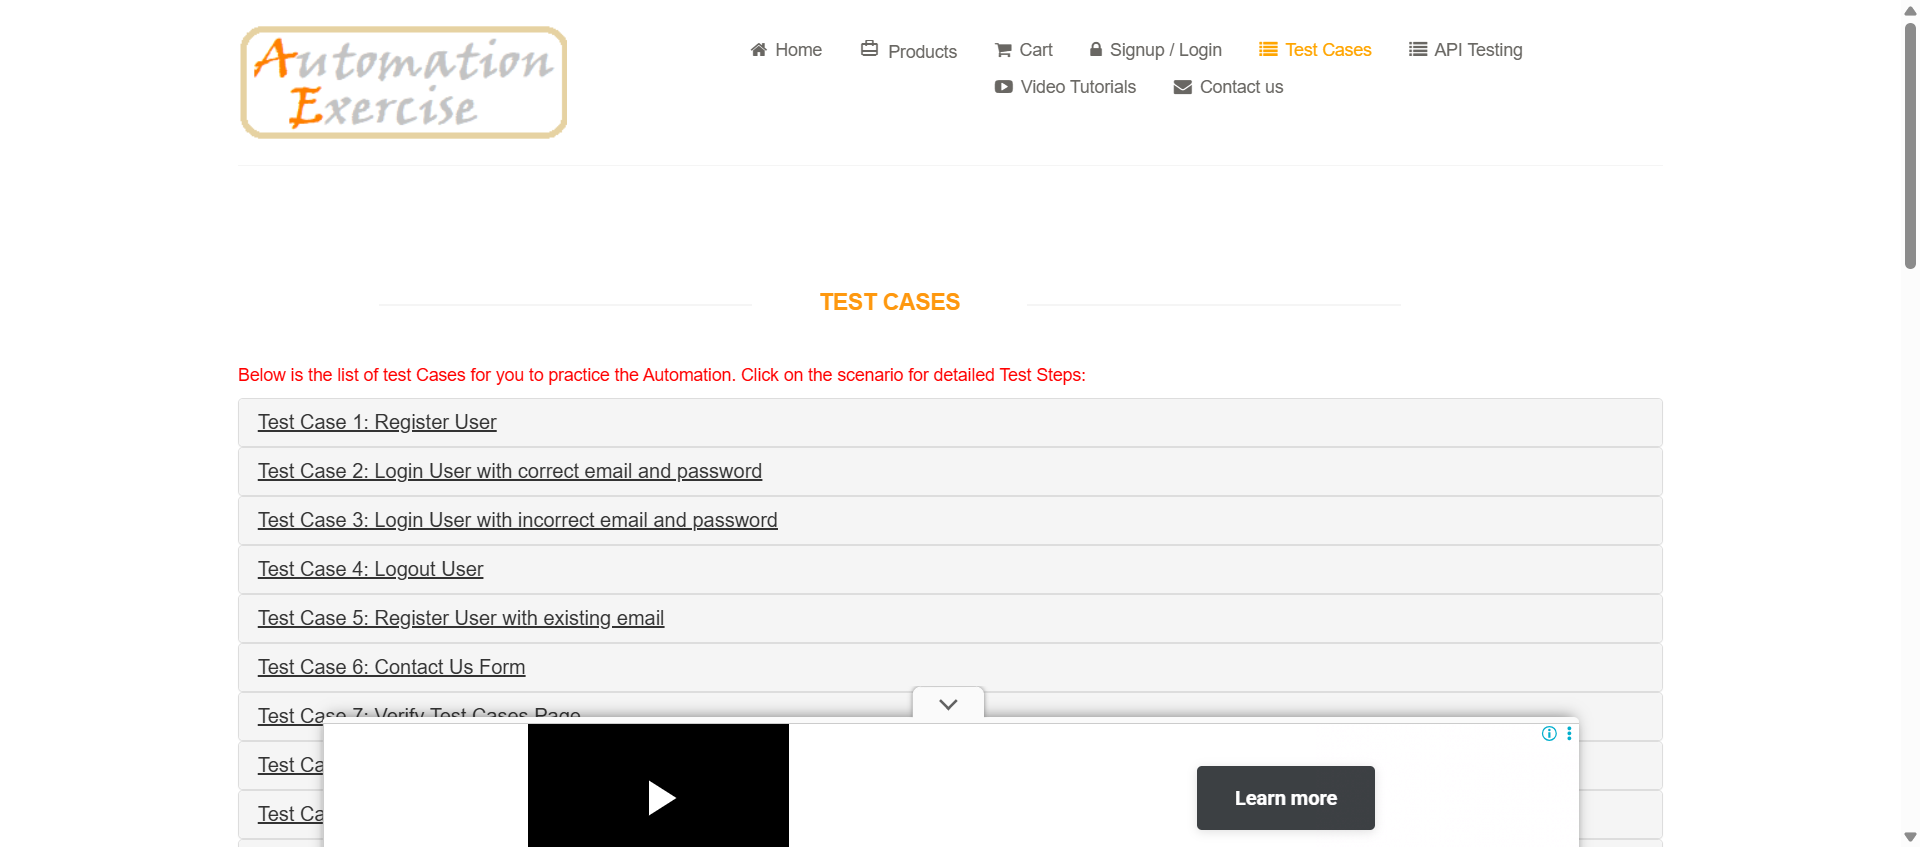 Automation
Exercise
Home Products Cart Signup / Login Test Cases API Testing
Video Tutorials Contact us
TEST CASES
Below is the list of test Cases for you to practice the Automation. Click on the scenario for detailed Test Steps:
Test Case 1: Register User
Test Case 2: Login User with correct email and password
Test Case 3: Login User with incorrect email and password
Test Case 4: Logout User
Test Case 5: Register User with existing email
Test Case 6: Contact Us Form
Test Case 7: Verify Test Cases Page
Test
Test
Learn more